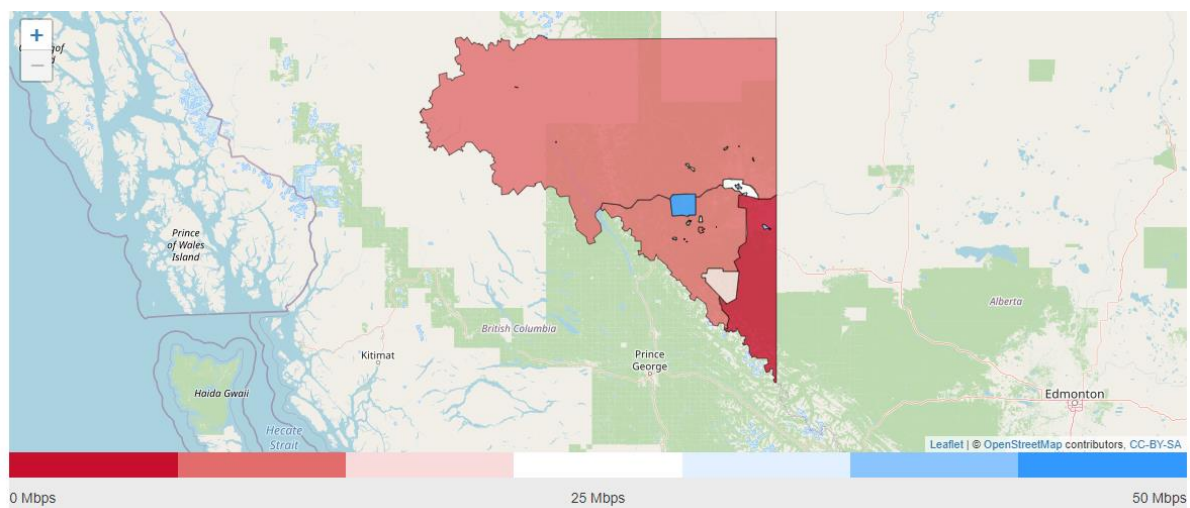 +
−
Prince
of Wales
Island
Kitimat
British Columbia
Prince
George
Alberta
Edmonton
Haida Gwaii
Hecate
Strait
Leaflet | © OpenStreetMap contributors, CC-BY-SA
0 Mbps
25 Mbps
50 Mbps